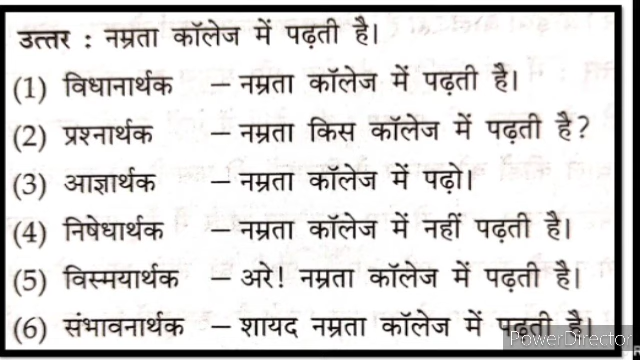 उत्तर : नम्रता कॉलेज में पढ़ती है।
(1) विधानार्थक – नम्रता कॉलेज में पढ़ती है।
(2) प्रश्नार्थक – नम्रता किस कॉलेज में पढ़ती है?
(3) आज्ञार्थक – नम्रता कॉलेज में पढ़ो।
(4) निषेधार्थक – नम्रता कॉलेज में नहीं पढ़ती है।
(5) विस्मयार्थक – अरे! नम्रता कॉलेज में पढ़ती है।
(6) संभावनार्थक – शायद नम्रता कॉलेज में पढ़ती है।
PowerDirector